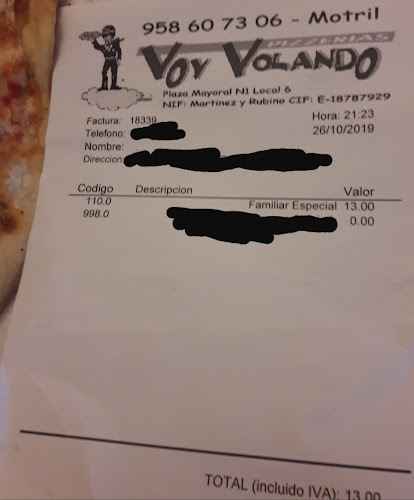 958 60 73 06 - Motril
PIZZERIAS
VOY VOLANDO
Plaza Mayoral N1 Local 6
NIF: Martinez y Rubino CIF: E-18787929
Factura: 18339 Hora: 21:23
Telefono: 26/10/2019
Nombre:
Direccion:
Codigo Descripcion Valor
110.0 Familiar Especial 13.00
998.0 0.00
TOTAL (incluido IVA): 13.00